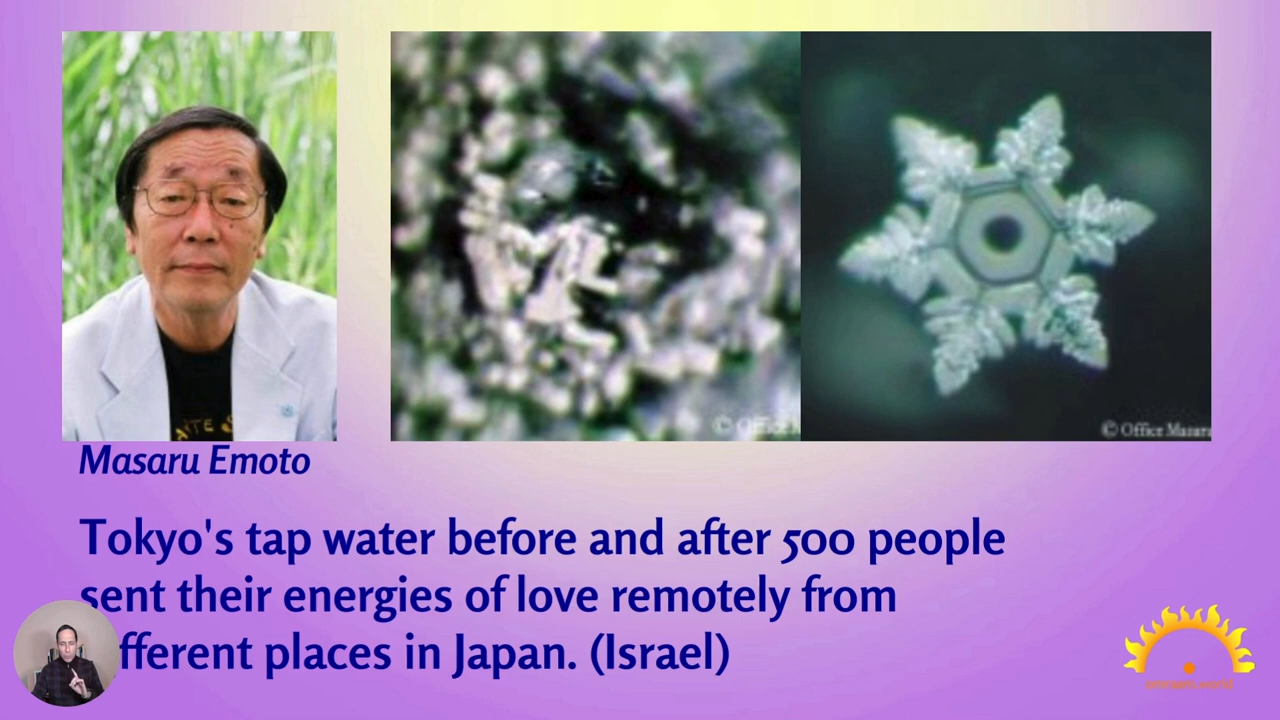 © Office Masaru
Masaru Emoto
Tokyo's tap water before and after 500 people
sent their energies of love remotely from
fferent places in Japan. (Israel)